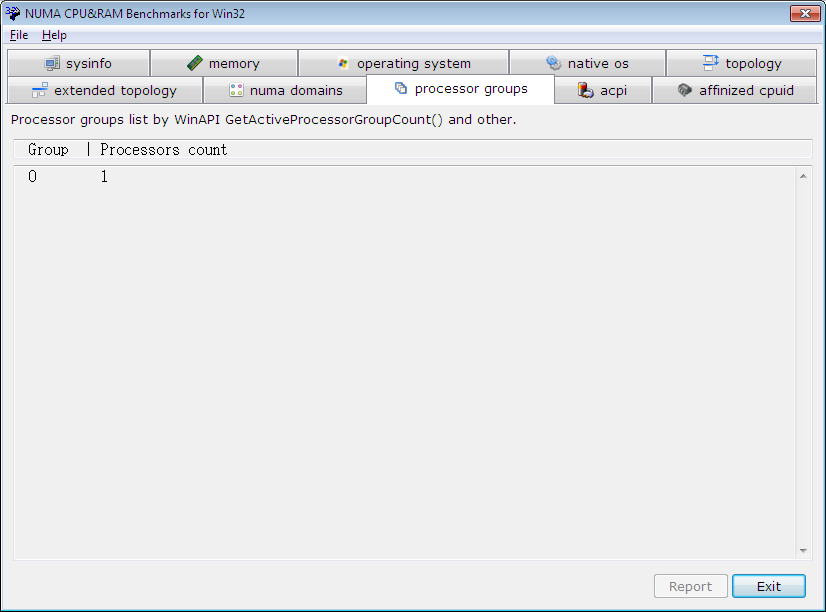 NUMA CPU&RAM Benchmarks for Win32
File Help
sysinfo memory operating system native os topology
extended topology numa domains processor groups acpi affinized cpuid
Processor groups list by WinAPI GetActiveProcessorGroupCount() and other.
Group | Processors count
0 1
Report Exit